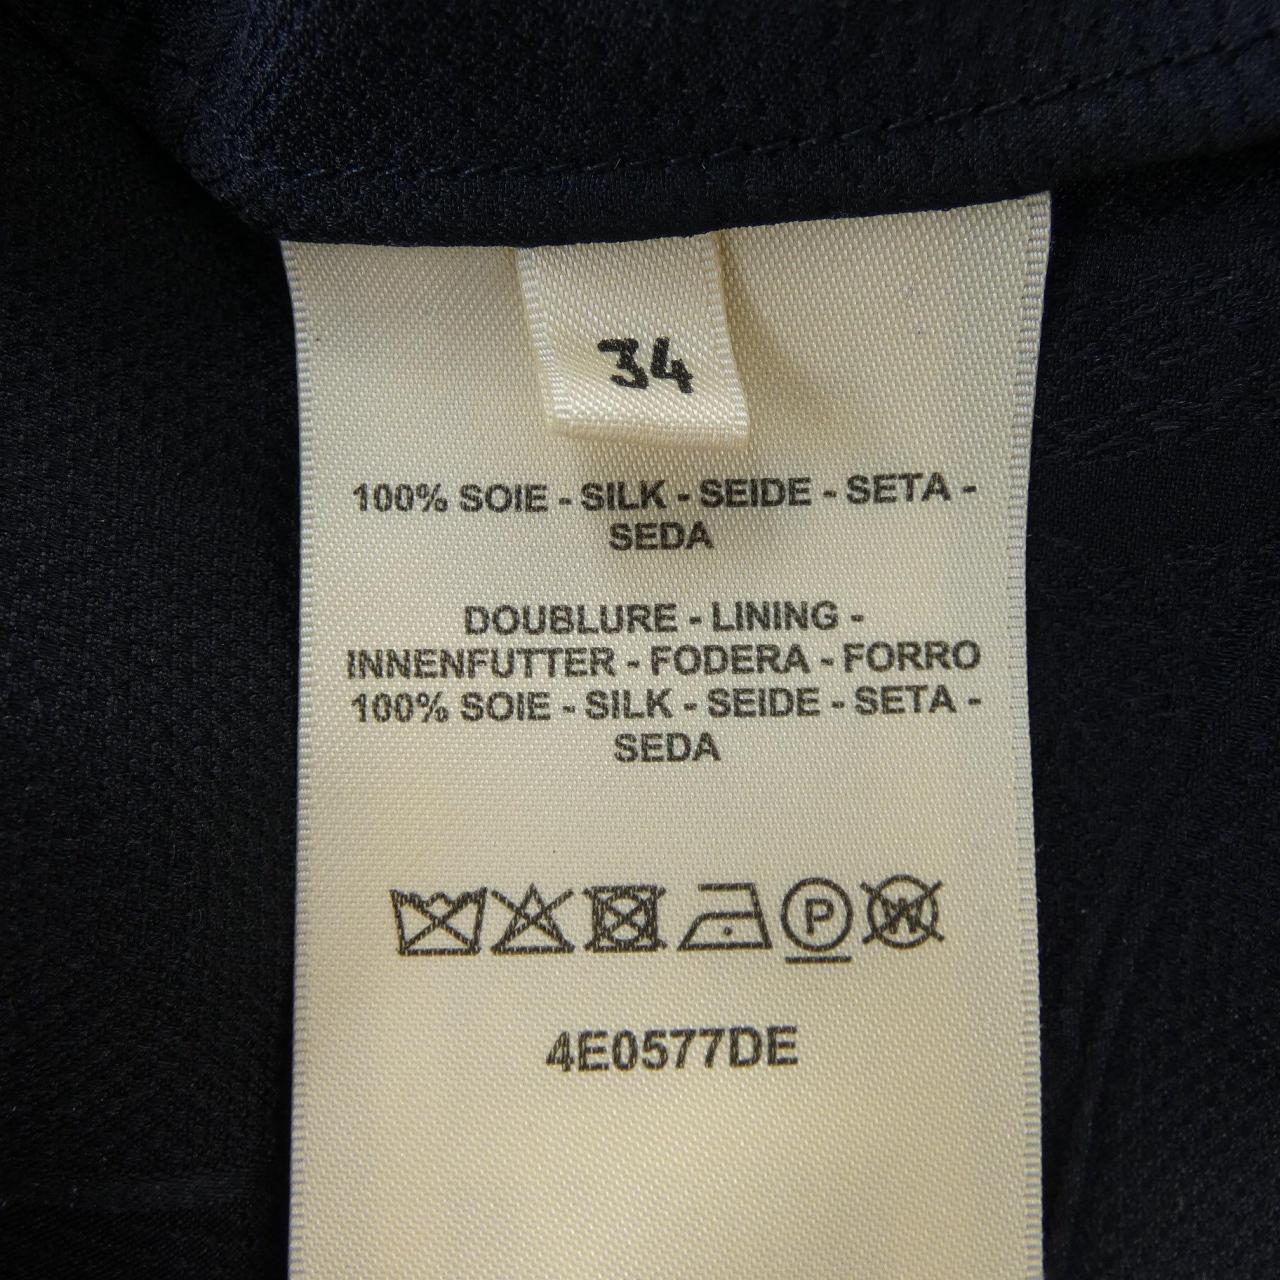 34
100% SOIE - SILK - SEIDE - SETA -
SEDA
DOUBLURE - LINING -
INNENFUTTER - FODERA - FORRO
100% SOIE - SILK - SEIDE - SETA -
SEDA
P W
4E0577DE